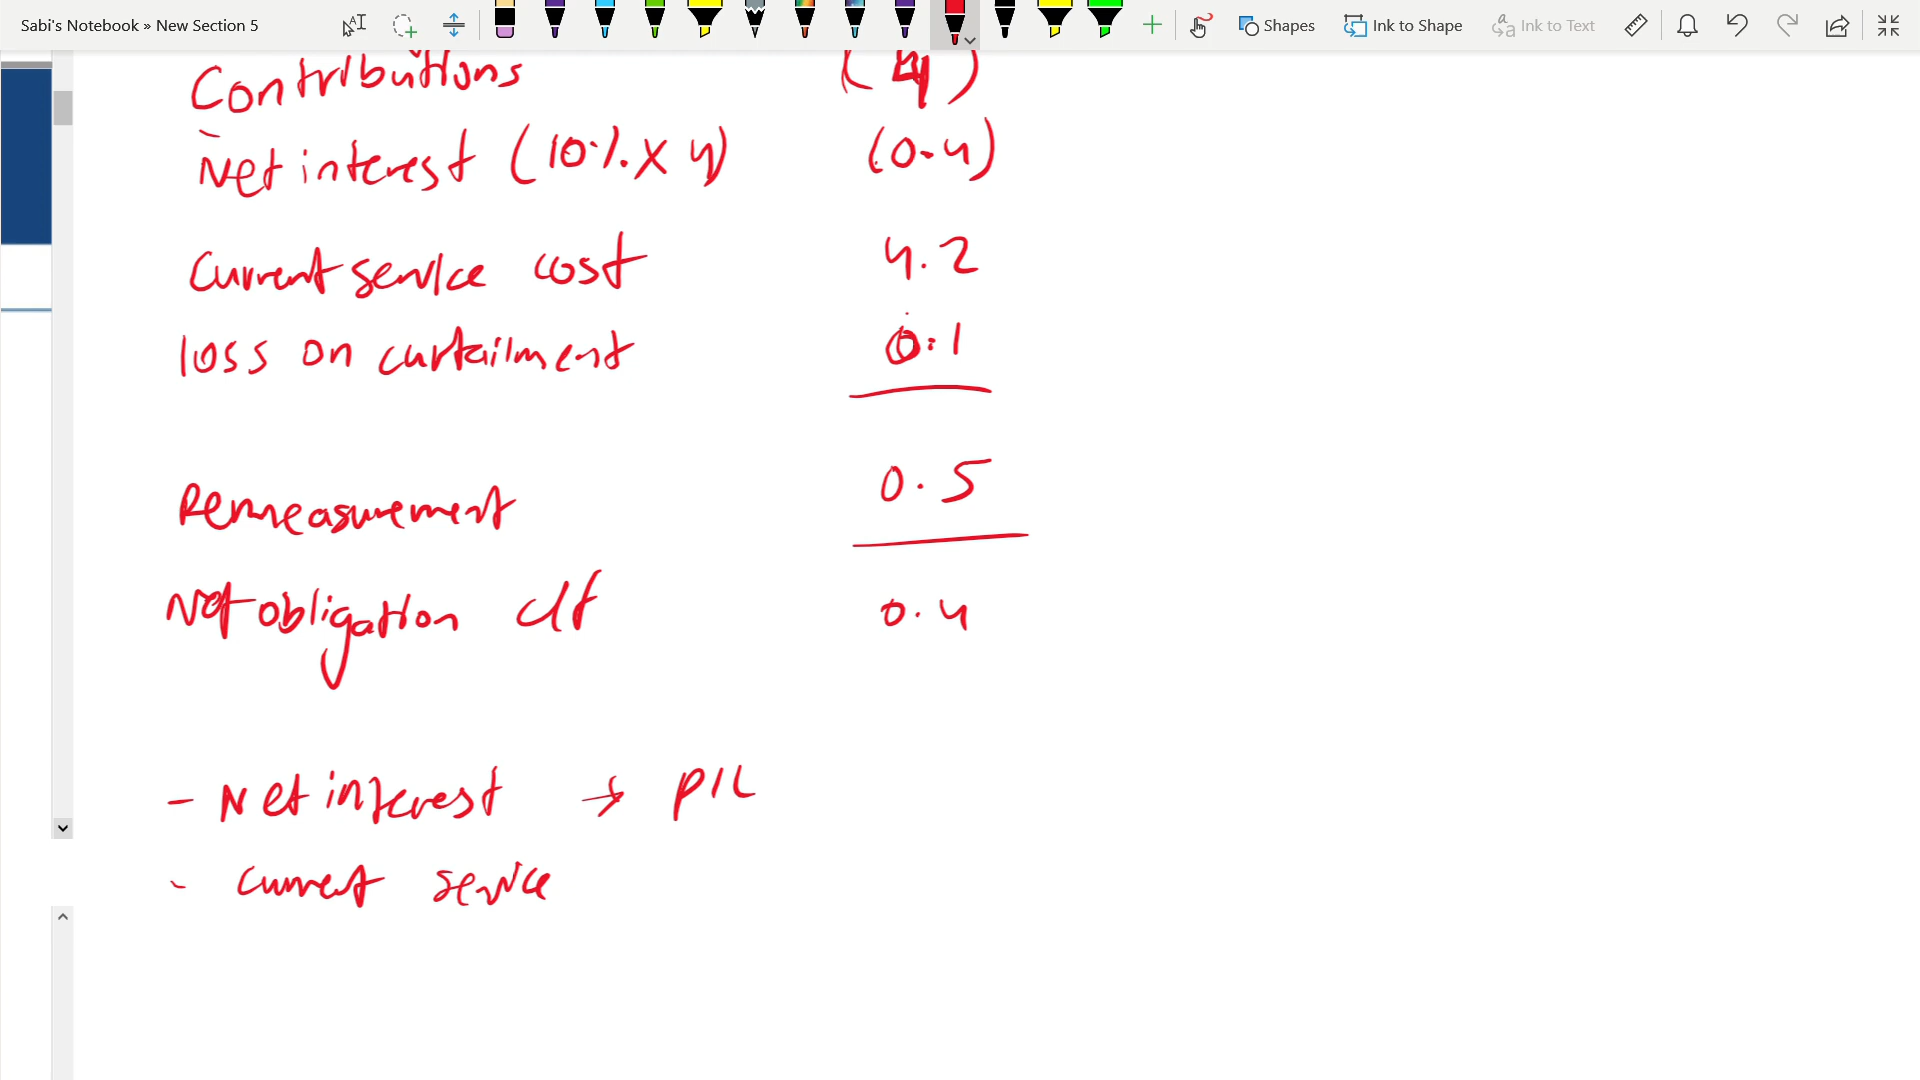 Sabi's Notebook » New Section 5
Shapes
Ink to Shape
Ink to Text
Contributions (4)
Net interest (10% x 4) (0.4)
Current service cost 4.2
loss on curtailment 0.1
Remeasurement 0.5
Net obligation clf 0.4
- Net interest → P/L
- Current service